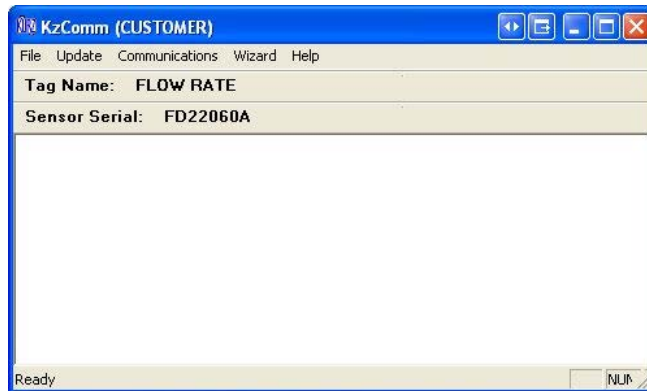 KzComm (CUSTOMER)
File Update Communications Wizard Help
Tag Name: FLOW RATE
Sensor Serial: FD22060A
Ready